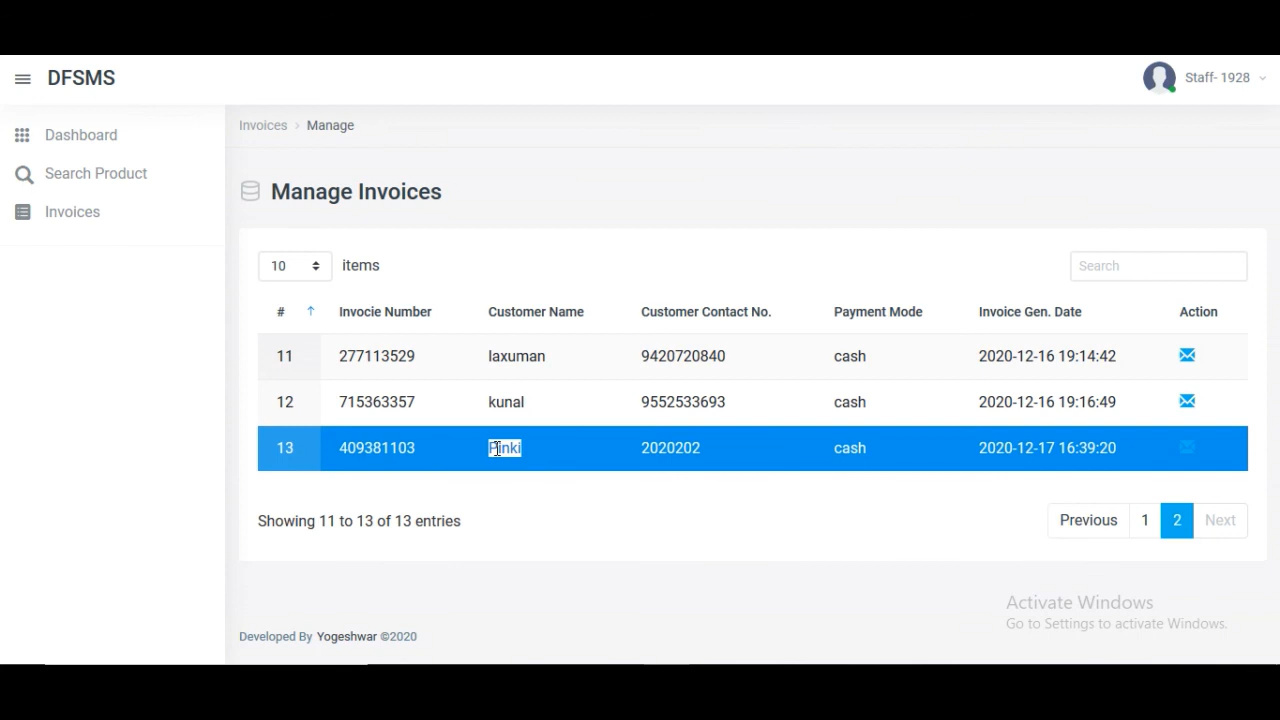 DFSMS
Staff- 1928
Dashboard
Search Product
Invoices
Invoices > Manage
Manage Invoices
10 items
Search
# ↑ Invocie Number Customer Name Customer Contact No. Payment Mode Invoice Gen. Date Action
11 277113529 laxuman 9420720840 cash 2020-12-16 19:14:42
12 715363357 kunal 9552533693 cash 2020-12-16 19:16:49
13 409381103 Pinki 2020202 cash 2020-12-17 16:39:20
Showing 11 to 13 of 13 entries
Previous 1 2 Next
Activate Windows
Go to Settings to activate Windows.
Developed By Yogeshwar ©2020